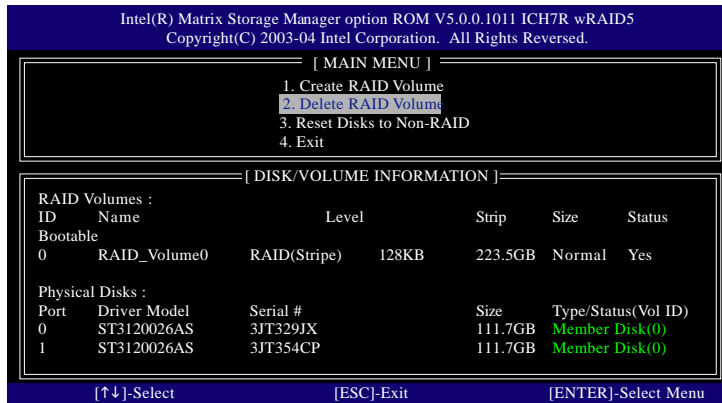 Intel(R) Matrix Storage Manager option ROM V5.0.0.1011 ICH7R wRAID5
Copyright(C) 2003-04 Intel Corporation. All Rights Reversed.
[ MAIN MENU ]
1. Create RAID Volume
2. Delete RAID Volume
3. Reset Disks to Non-RAID
4. Exit
[ DISK/VOLUME INFORMATION ]
RAID Volumes :
ID Name Level Strip Size Status
Bootable
0 RAID_Volume0 RAID(Stripe) 128KB 223.5GB Normal Yes
Physical Disks :
Port Driver Model Serial # Size Type/Status(Vol ID)
0 ST3120026AS 3JT329JX 111.7GB Member Disk(0)
1 ST3120026AS 3JT354CP 111.7GB Member Disk(0)
[↑↓]-Select [ESC]-Exit [ENTER]-Select Menu